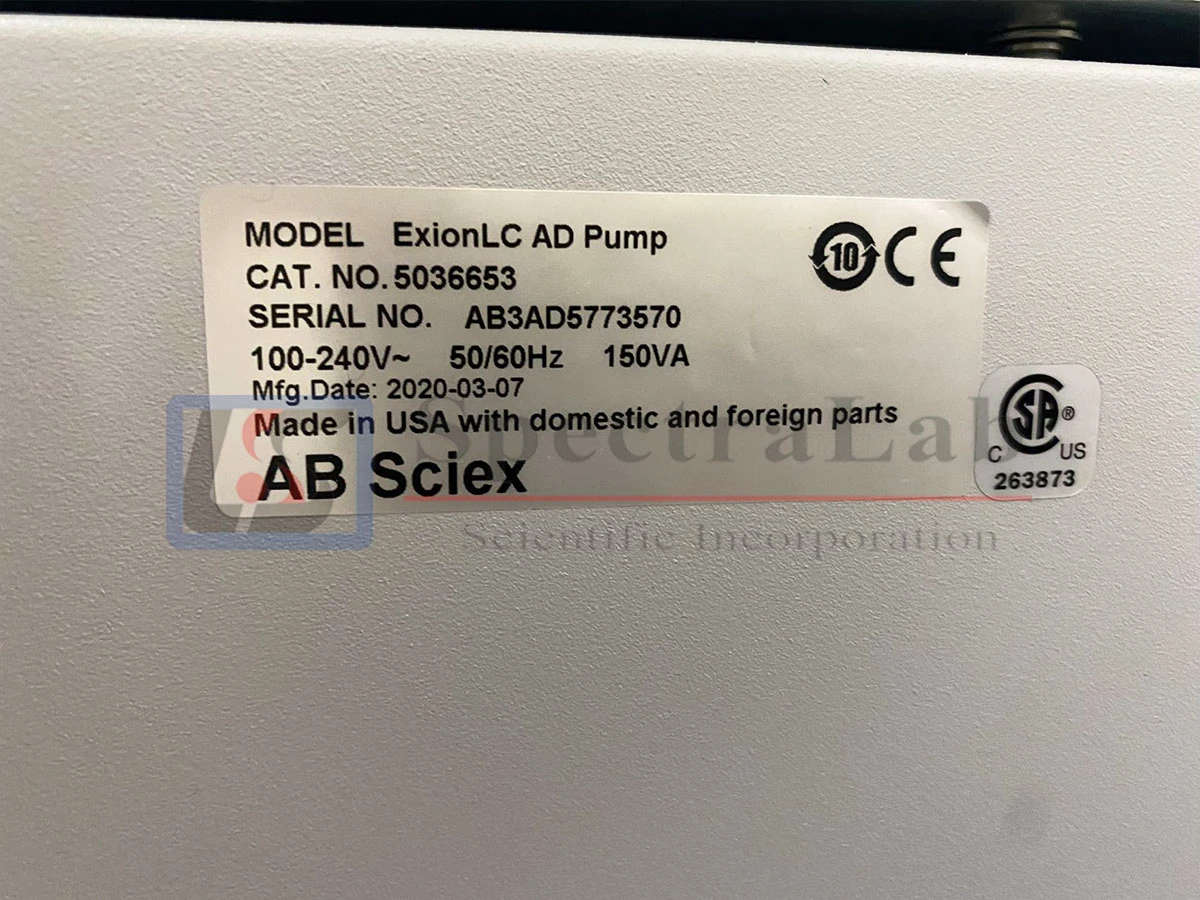 MODEL ExionLC AD Pump
CAT. NO. 5036653
SERIAL NO. AB3AD5773570
100-240V~ 50/60Hz 150VA
Mfg.Date: 2020-03-07
Made in USA with domestic and foreign parts
AB Sciex
10 CE
SA ®
C US
263873
SpectraLab
Scientific Incorporation